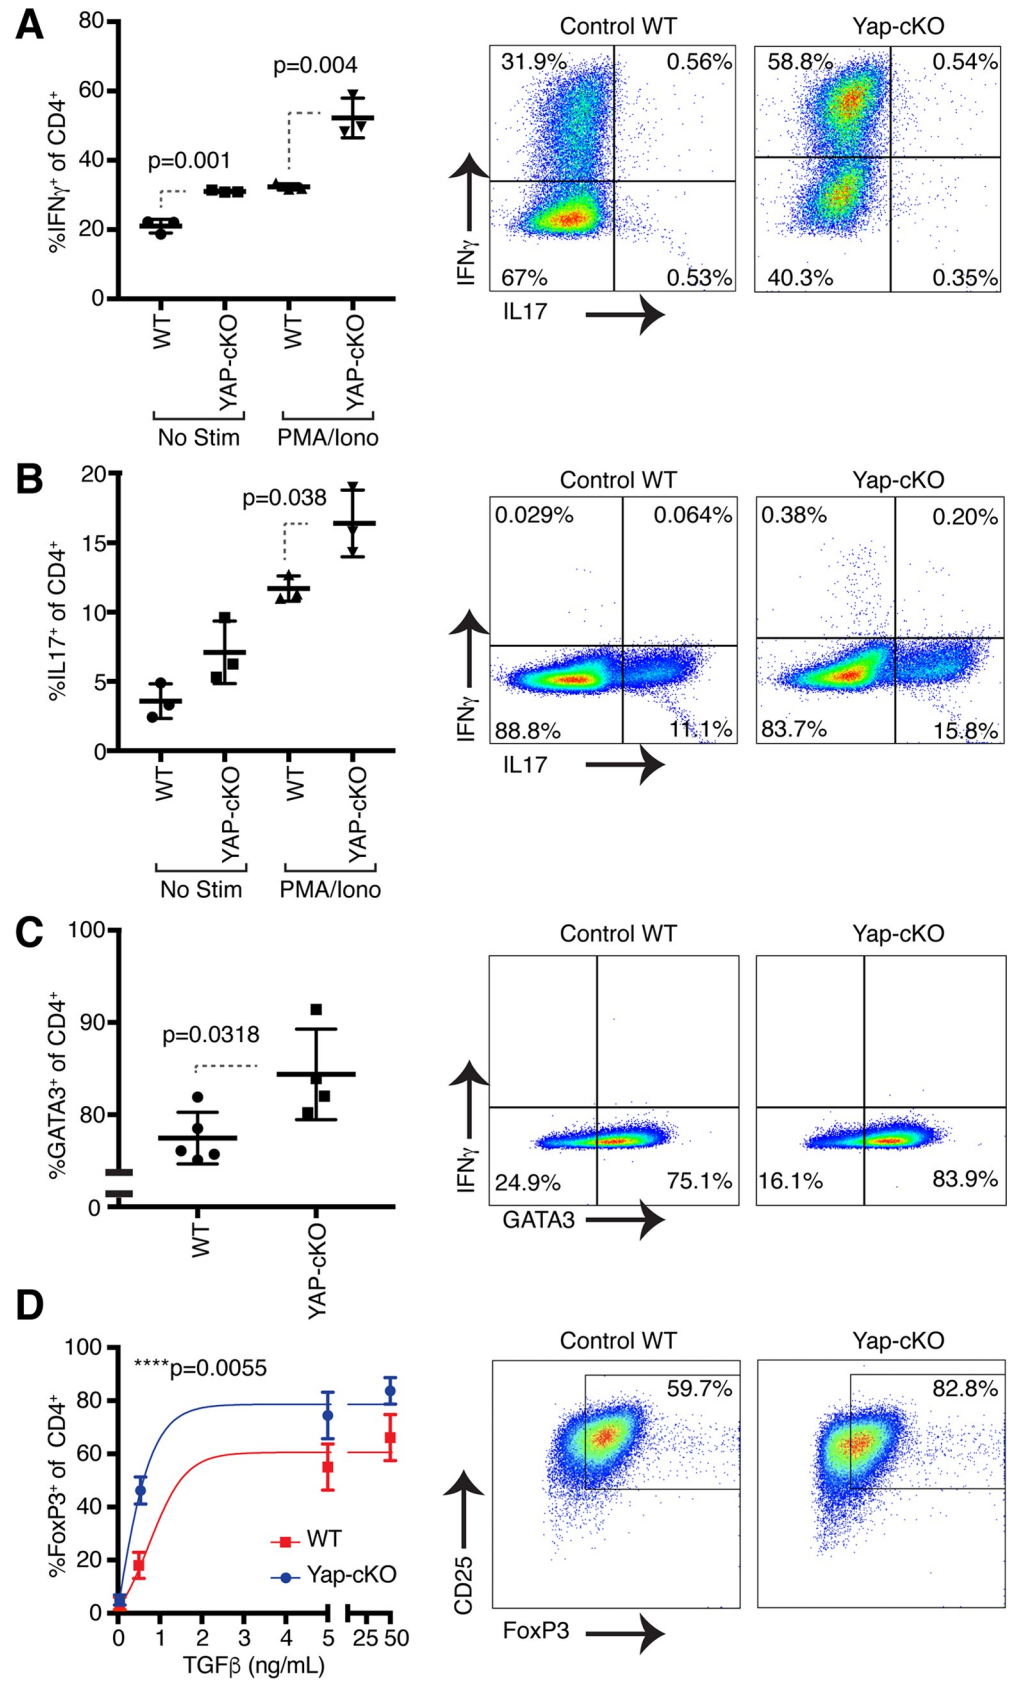 A
%IFNγ+ of CD4+
80
60
40
20
0
p=0.001
p=0.004
WT
YAP-cKO
WT
YAP-cKO
No Stim
PMA/Iono
Control WT
Yap-cKO
31.9%
0.56%
67%
0.53%
58.8%
0.54%
40.3%
0.35%
IFNγ
IL17
B
%IL17+ of CD4+
20
15
10
5
0
p=0.038
WT
YAP-cKO
WT
YAP-cKO
No Stim
PMA/Iono
Control WT
Yap-cKO
0.029%
0.064%
88.8%
11.1%
0.38%
0.20%
83.7%
15.8%
IFNγ
IL17
C
%GATA3+ of CD4+
100
90
80
0
p=0.0318
WT
YAP-cKO
Control WT
Yap-cKO
24.9%
75.1%
16.1%
83.9%
IFNγ
GATA3
D
%FoxP3+ of CD4+
100
80
60
40
20
0
****p=0.0055
WT
Yap-cKO
0 1 2 3 4 5 25 50
TGFβ (ng/mL)
Control WT
Yap-cKO
59.7%
82.8%
CD25
FoxP3